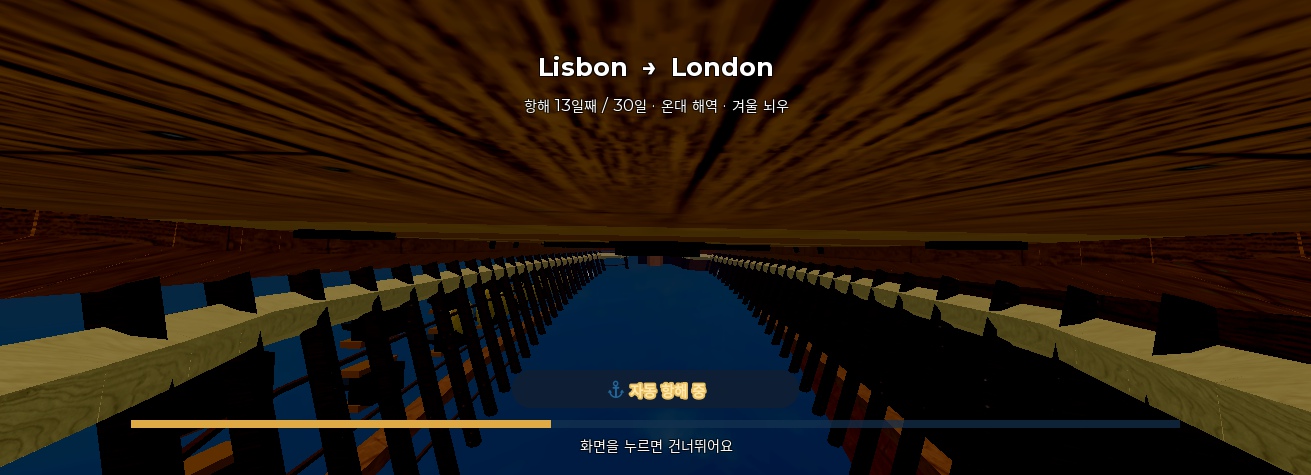 Lisbon → London
항해 13일째 / 30일 · 온대 해역 · 겨울 뇌우
⚓ 자동 항해 중
화면을 누르면 건너뛰어요